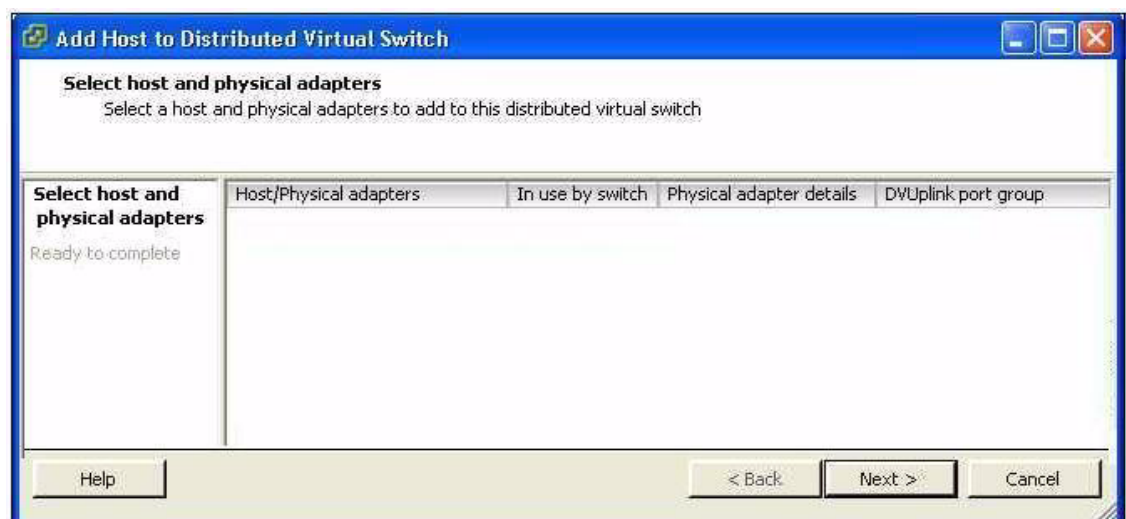 Add Host to Distributed Virtual Switch
Select host and physical adapters
Select a host and physical adapters to add to this distributed virtual switch
Select host and
physical adapters
Ready to complete
Host/Physical adapters In use by switch Physical adapter details DVUplink port group
Help < Back Next > Cancel